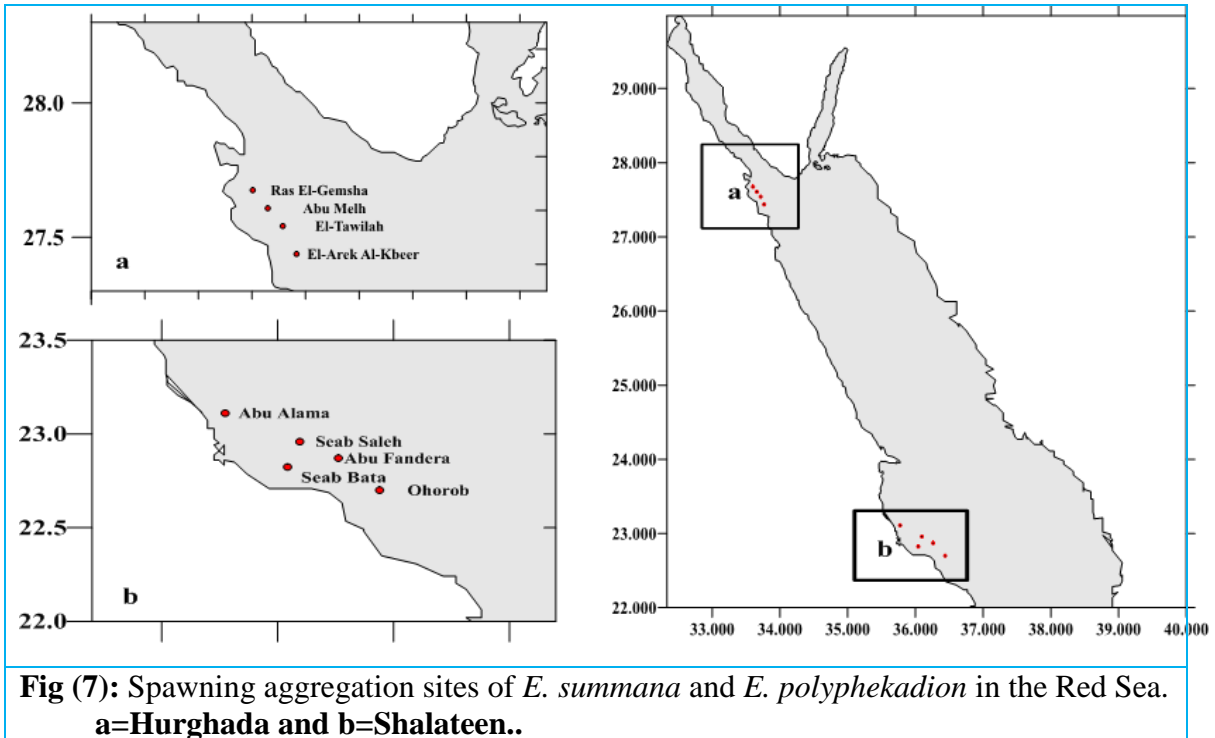 28.0
27.5
Ras El-Gemsha
Abu Melh
El-Tawilah
El-Arek Al-Kbeer
a
23.5
23.0
22.5
22.0
Abu Alama
Seab Saleh
Abu Fandera
Seab Bata
Ohorob
b
29.000
28.000
27.000
26.000
25.000
24.000
23.000
22.000
a
b
33.000 34.000 35.000 36.000 37.000 38.000 39.000 40.000
Fig (7): Spawning aggregation sites of E. summana and E. polyphekadion in the Red Sea.
a=Hurghada and b=Shalateen..